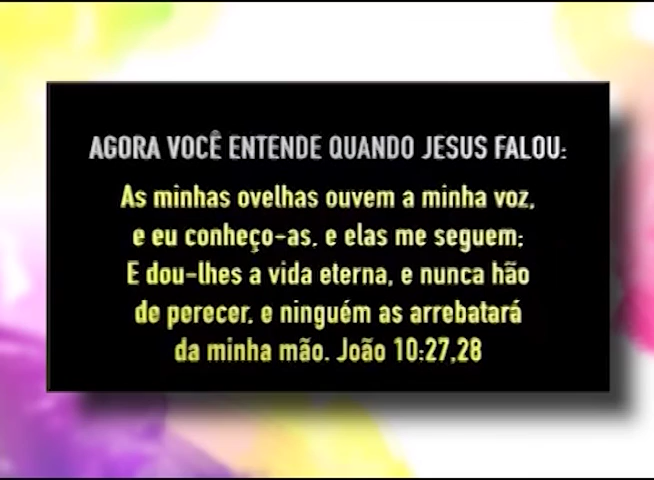 AGORA VOCÊ ENTENDE QUANDO JESUS FALOU:
As minhas ovelhas ouvem a minha voz,
e eu conheço-as, e elas me seguem;
E dou-lhes a vida eterna, e nunca hão
de perecer, e ninguém as arrebatará
da minha mão. João 10:27,28